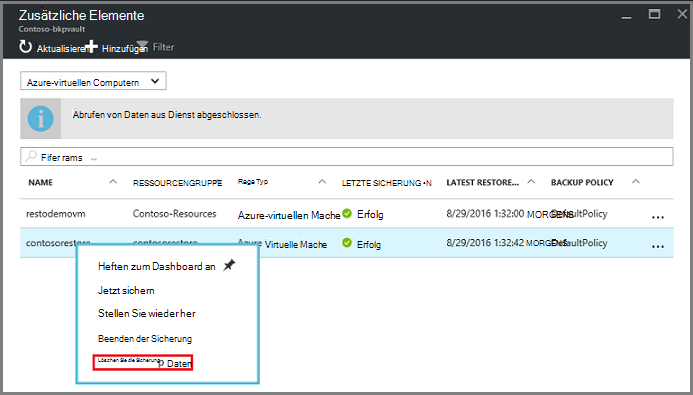 Zusätzliche Elemente
Contoso-bkpvault
Aktualisieren Hinzufügen Filter
Azure-virtuellen Computern
Abrufen von Daten aus Dienst abgeschlossen.
Fifer rams ...
NAME RESSOURCENGRUPPE Rage Typ LETZTE SICHERUNG •N LATEST RESTORE... BACKUP POLICY
restodemovm Contoso-Resources Azure-virtuellen Mache Erfolg 8/29/2016 1:32:00 MORGENS DefaultPolicy ...
contosorestore contosorestore Azure Virtuelle Mache Erfolg 8/29/2016 1:32:42 MORGENS DefaultPolicy ...
Heften zum Dashboard an
Jetzt sichern
Stellen Sie wieder her
Beenden der Sicherung
Löschen Sie die Sicherung p Daten